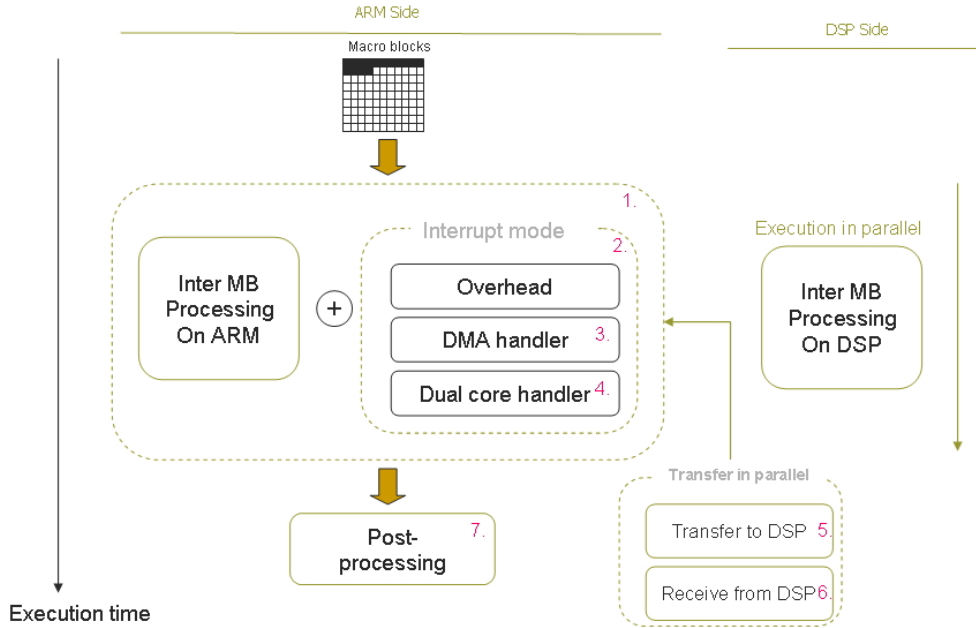 ARM Side
DSP Side
Macro blocks
1.
Interrupt mode
2.
Execution in parallel
Inter MB
Processing
On ARM
+
Overhead
DMA handler
3.
Dual core handler
4.
Inter MB
Processing
On DSP
Transfer in parallel
Transfer to DSP
5.
Receive from DSP
6.
Post-
processing
7.
Execution time